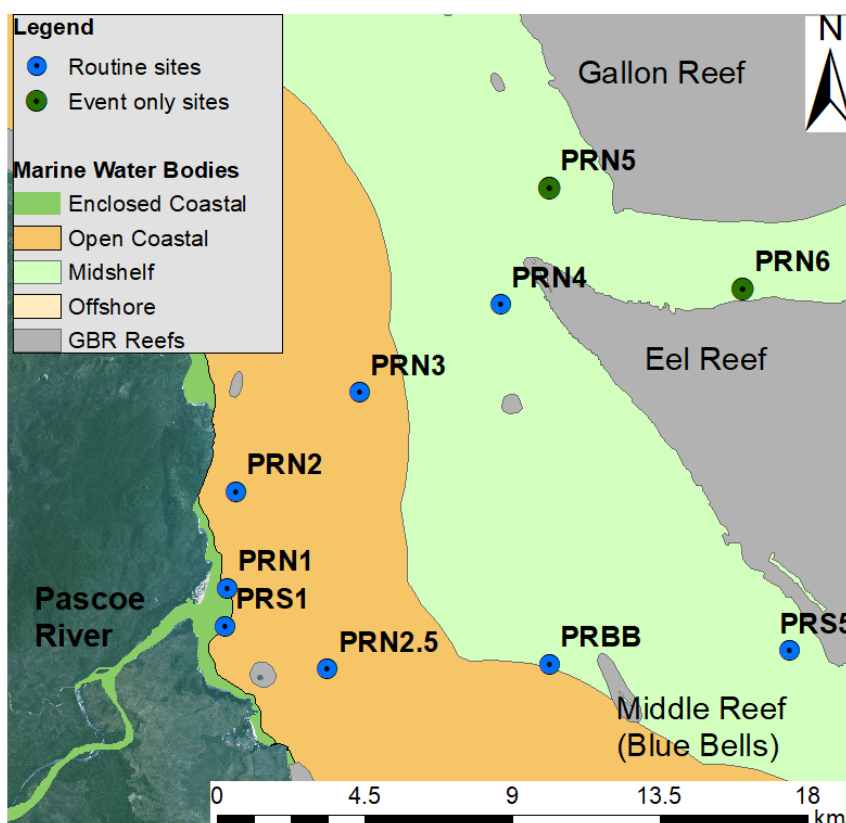 Legend
Routine sites
Event only sites
Marine Water Bodies
Enclosed Coastal
Open Coastal
Midshelf
Offshore
GBR Reefs
N
Gallon Reef
PRN5
PRN6
PRN4
Eel Reef
PRN3
PRN2
PRN1
PRS1
Pascoe
River
PRN2.5
PRBB
PRS5
Middle Reef
(Blue Bells)
0 4.5 9 13.5 18
km